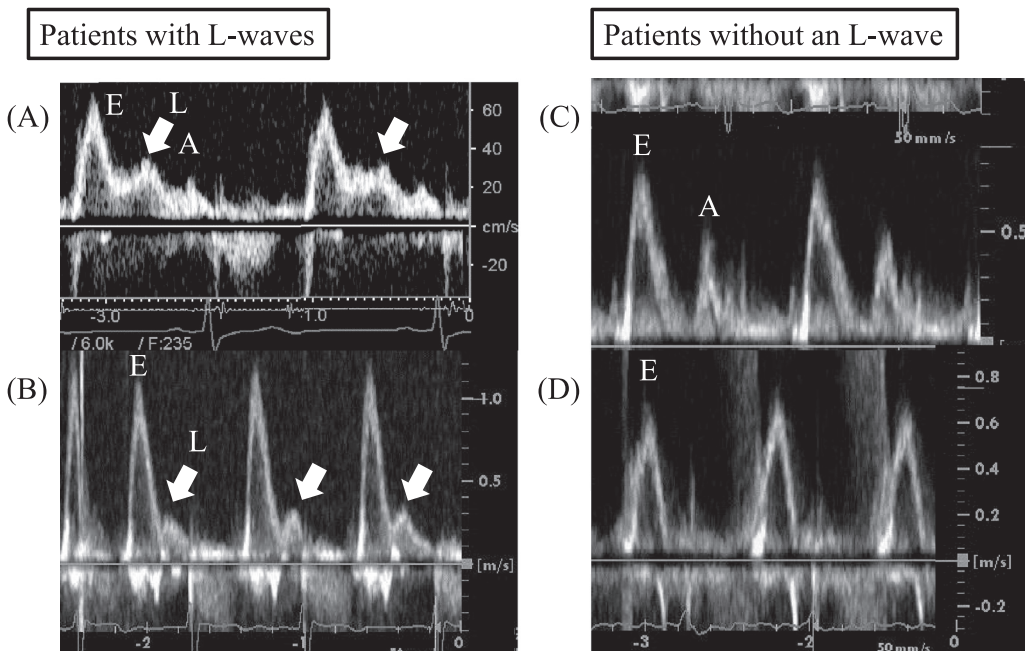 Patients with L-waves
Patients without an L-wave
(A)
E
L
A
60
40
20
cm/s
-20
-3.0
-1.0
0
/ 6.0k / F:235
(B)
E
L
1.0
0.5
[m/s]
-2
-1
0
(C)
50 mm/s
E
A
0.5
(D)
E
0.8
0.6
0.4
0.2
[m/s]
-0.2
-3
-2
0
50 mm/s